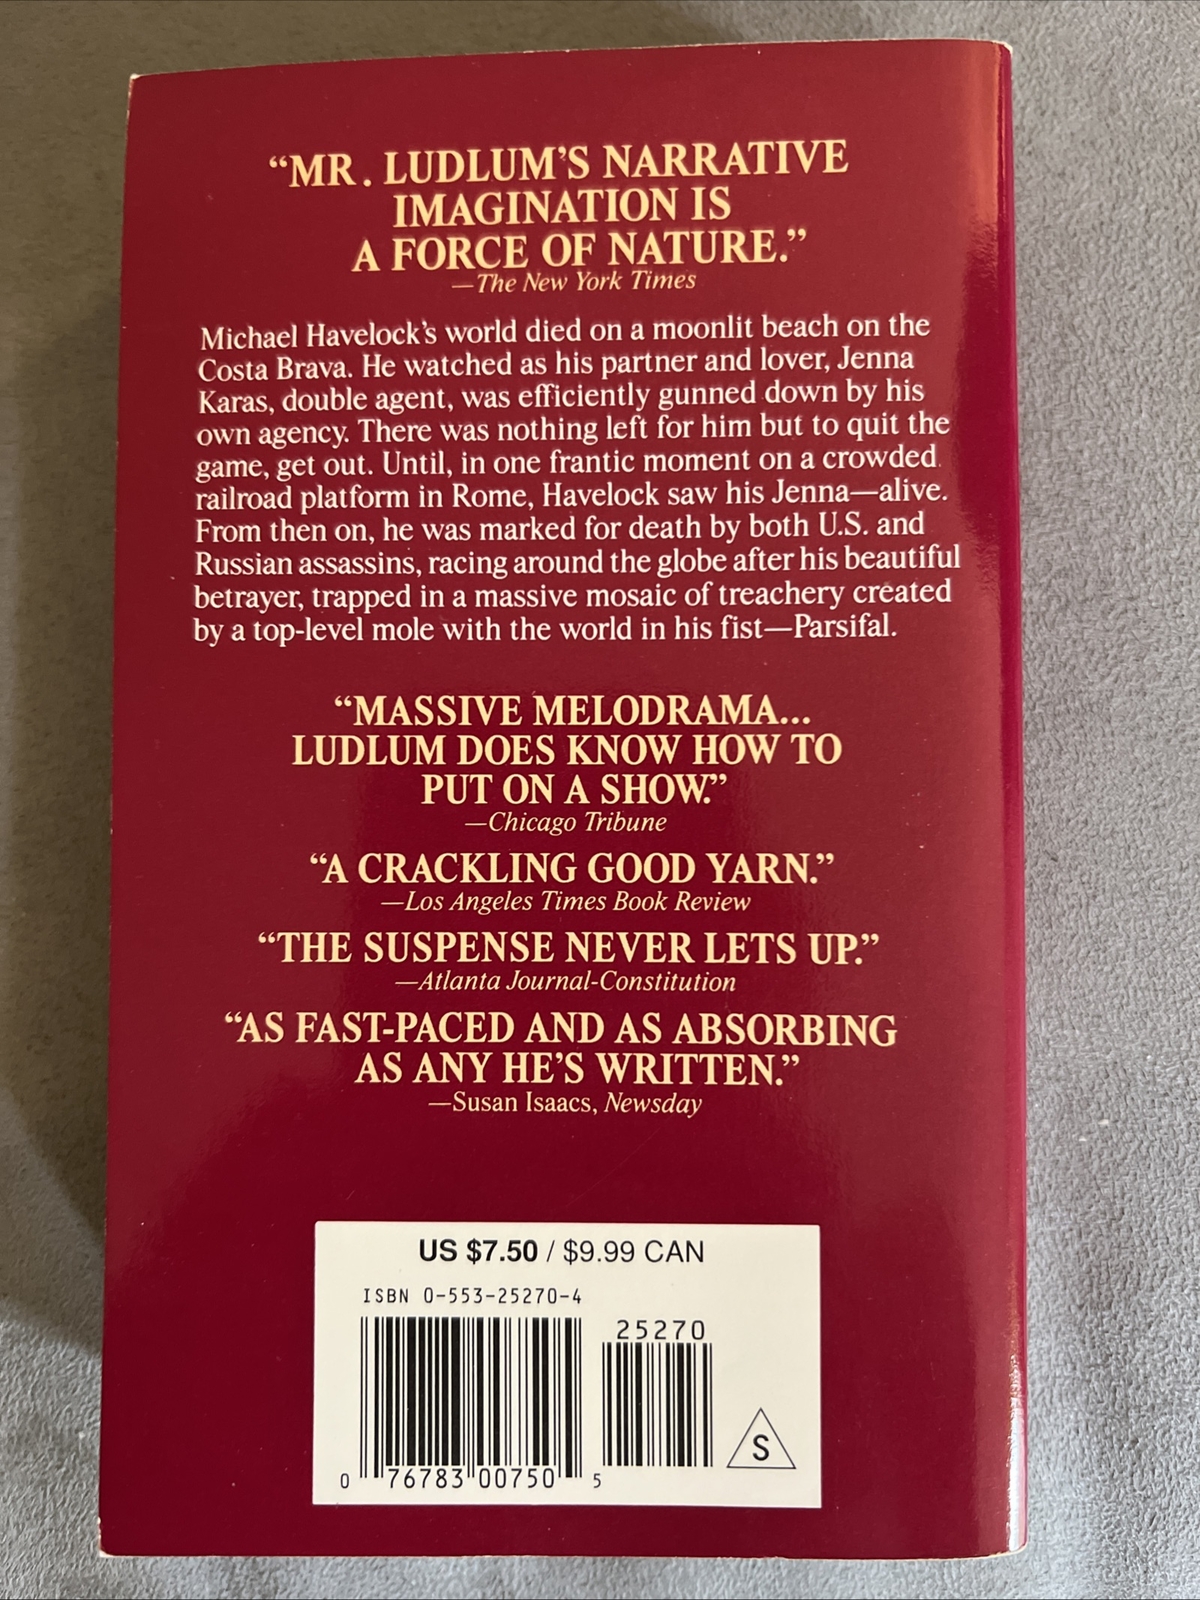 “MR. LUDLUM’S NARRATIVE
IMAGINATION IS
A FORCE OF NATURE.”
—The New York Times
Michael Havelock’s world died on a moonlit beach on the
Costa Brava. He watched as his partner and lover, Jenna
Karas, double agent, was efficiently gunned down by his
own agency. There was nothing left for him but to quit the
game, get out. Until, in one frantic moment on a crowded
railroad platform in Rome, Havelock saw his Jenna—alive.
From then on, he was marked for death by both U.S. and
Russian assassins, racing around the globe after his beautiful
betrayer, trapped in a massive mosaic of treachery created
by a top-level mole with the world in his fist—Parsifal.
“MASSIVE MELODRAMA...
LUDLUM DOES KNOW HOW TO
PUT ON A SHOW.”
—Chicago Tribune
“A CRACKLING GOOD YARN.”
—Los Angeles Times Book Review
“THE SUSPENSE NEVER LETS UP.”
—Atlanta Journal-Constitution
“AS FAST-PACED AND AS ABSORBING
AS ANY HE’S WRITTEN.”
—Susan Isaacs, Newsday
US $7.50 / $9.99 CAN
ISBN 0-553-25270-4
25270
S
0 76783 00750 5